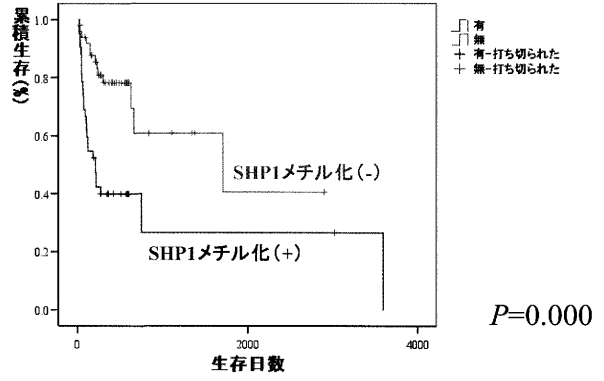 累積生存(%)
1.0
0.8
0.6
0.4
0.2
0.0
0
2000
4000
生存日数
SHP1メチル化(-)
SHP1メチル化(+)
有
無
有-打ち切られた
無-打ち切られた
P=0.000